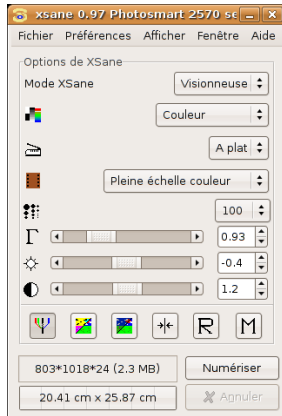 xsane 0.97 Photosmart 2570 se
Fichier Préférences Afficher Fenêtre Aide
Options de XSane
Mode XSane Visionneuse
Couleur
A plat
Pleine échelle couleur
100
Γ 0.93
-0.4
1.2
R M
803*1018*24 (2.3 MB) Numériser
20.41 cm x 25.87 cm Annuler